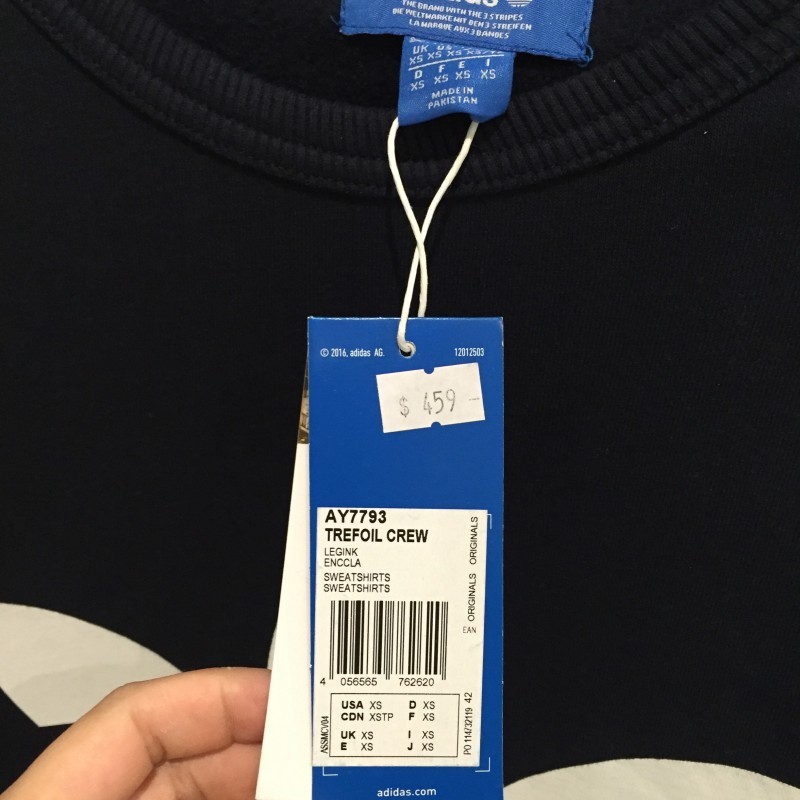 THE BRAND WITH THE 3 STRIPES
DIE WELTMARKE MIT DEN 3 STREIFEN
LA MARQUE AUX 3 BANDES
UK
XS XS XS
D F E I
XS XS XS XS
MADE IN
PAKISTAN
© 2016, adidas AG. 12012503
$ 459 -
AY7793
TREFOIL CREW
LEGINK
ENCCLA
SWEATSHIRTS
SWEATSHIRTS
ORIGINALS ORIGINALS
EAN
4 056565 762620
USA XS D XS
CDN XSTP F XS
UK XS I XS
E XS J XS
ASSMCV04
PO 114/32119 42
adidas.com